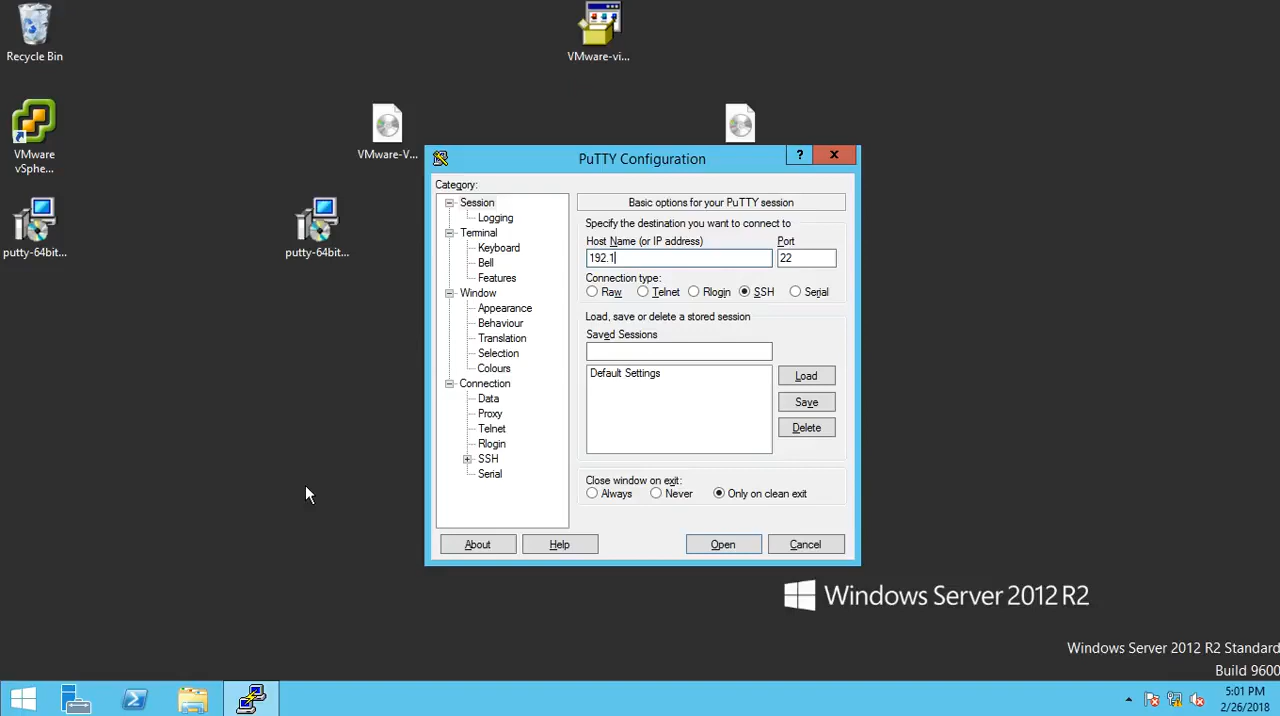 Recycle Bin
VMware-vi...
VMware
vSphe...
VMware-V...
putty-64bit...
putty-64bit...
PuTTY Configuration
?
x
Category:
Session
Logging
Terminal
Keyboard
Bell
Features
Window
Appearance
Behaviour
Translation
Selection
Colours
Connection
Data
Proxy
Telnet
Rlogin
SSH
Serial
Basic options for your PuTTY session
Specify the destination you want to connect to
Host Name (or IP address) Port
192.1 22
Connection type:
Raw Telnet Rlogin SSH Serial
Load, save or delete a stored session
Saved Sessions
Default Settings
Load
Save
Delete
Close window on exit:
Always Never Only on clean exit
About Help Open Cancel
Windows Server 2012 R2
Windows Server 2012 R2 Standard
Build 9600
5:01 PM
2/26/2018